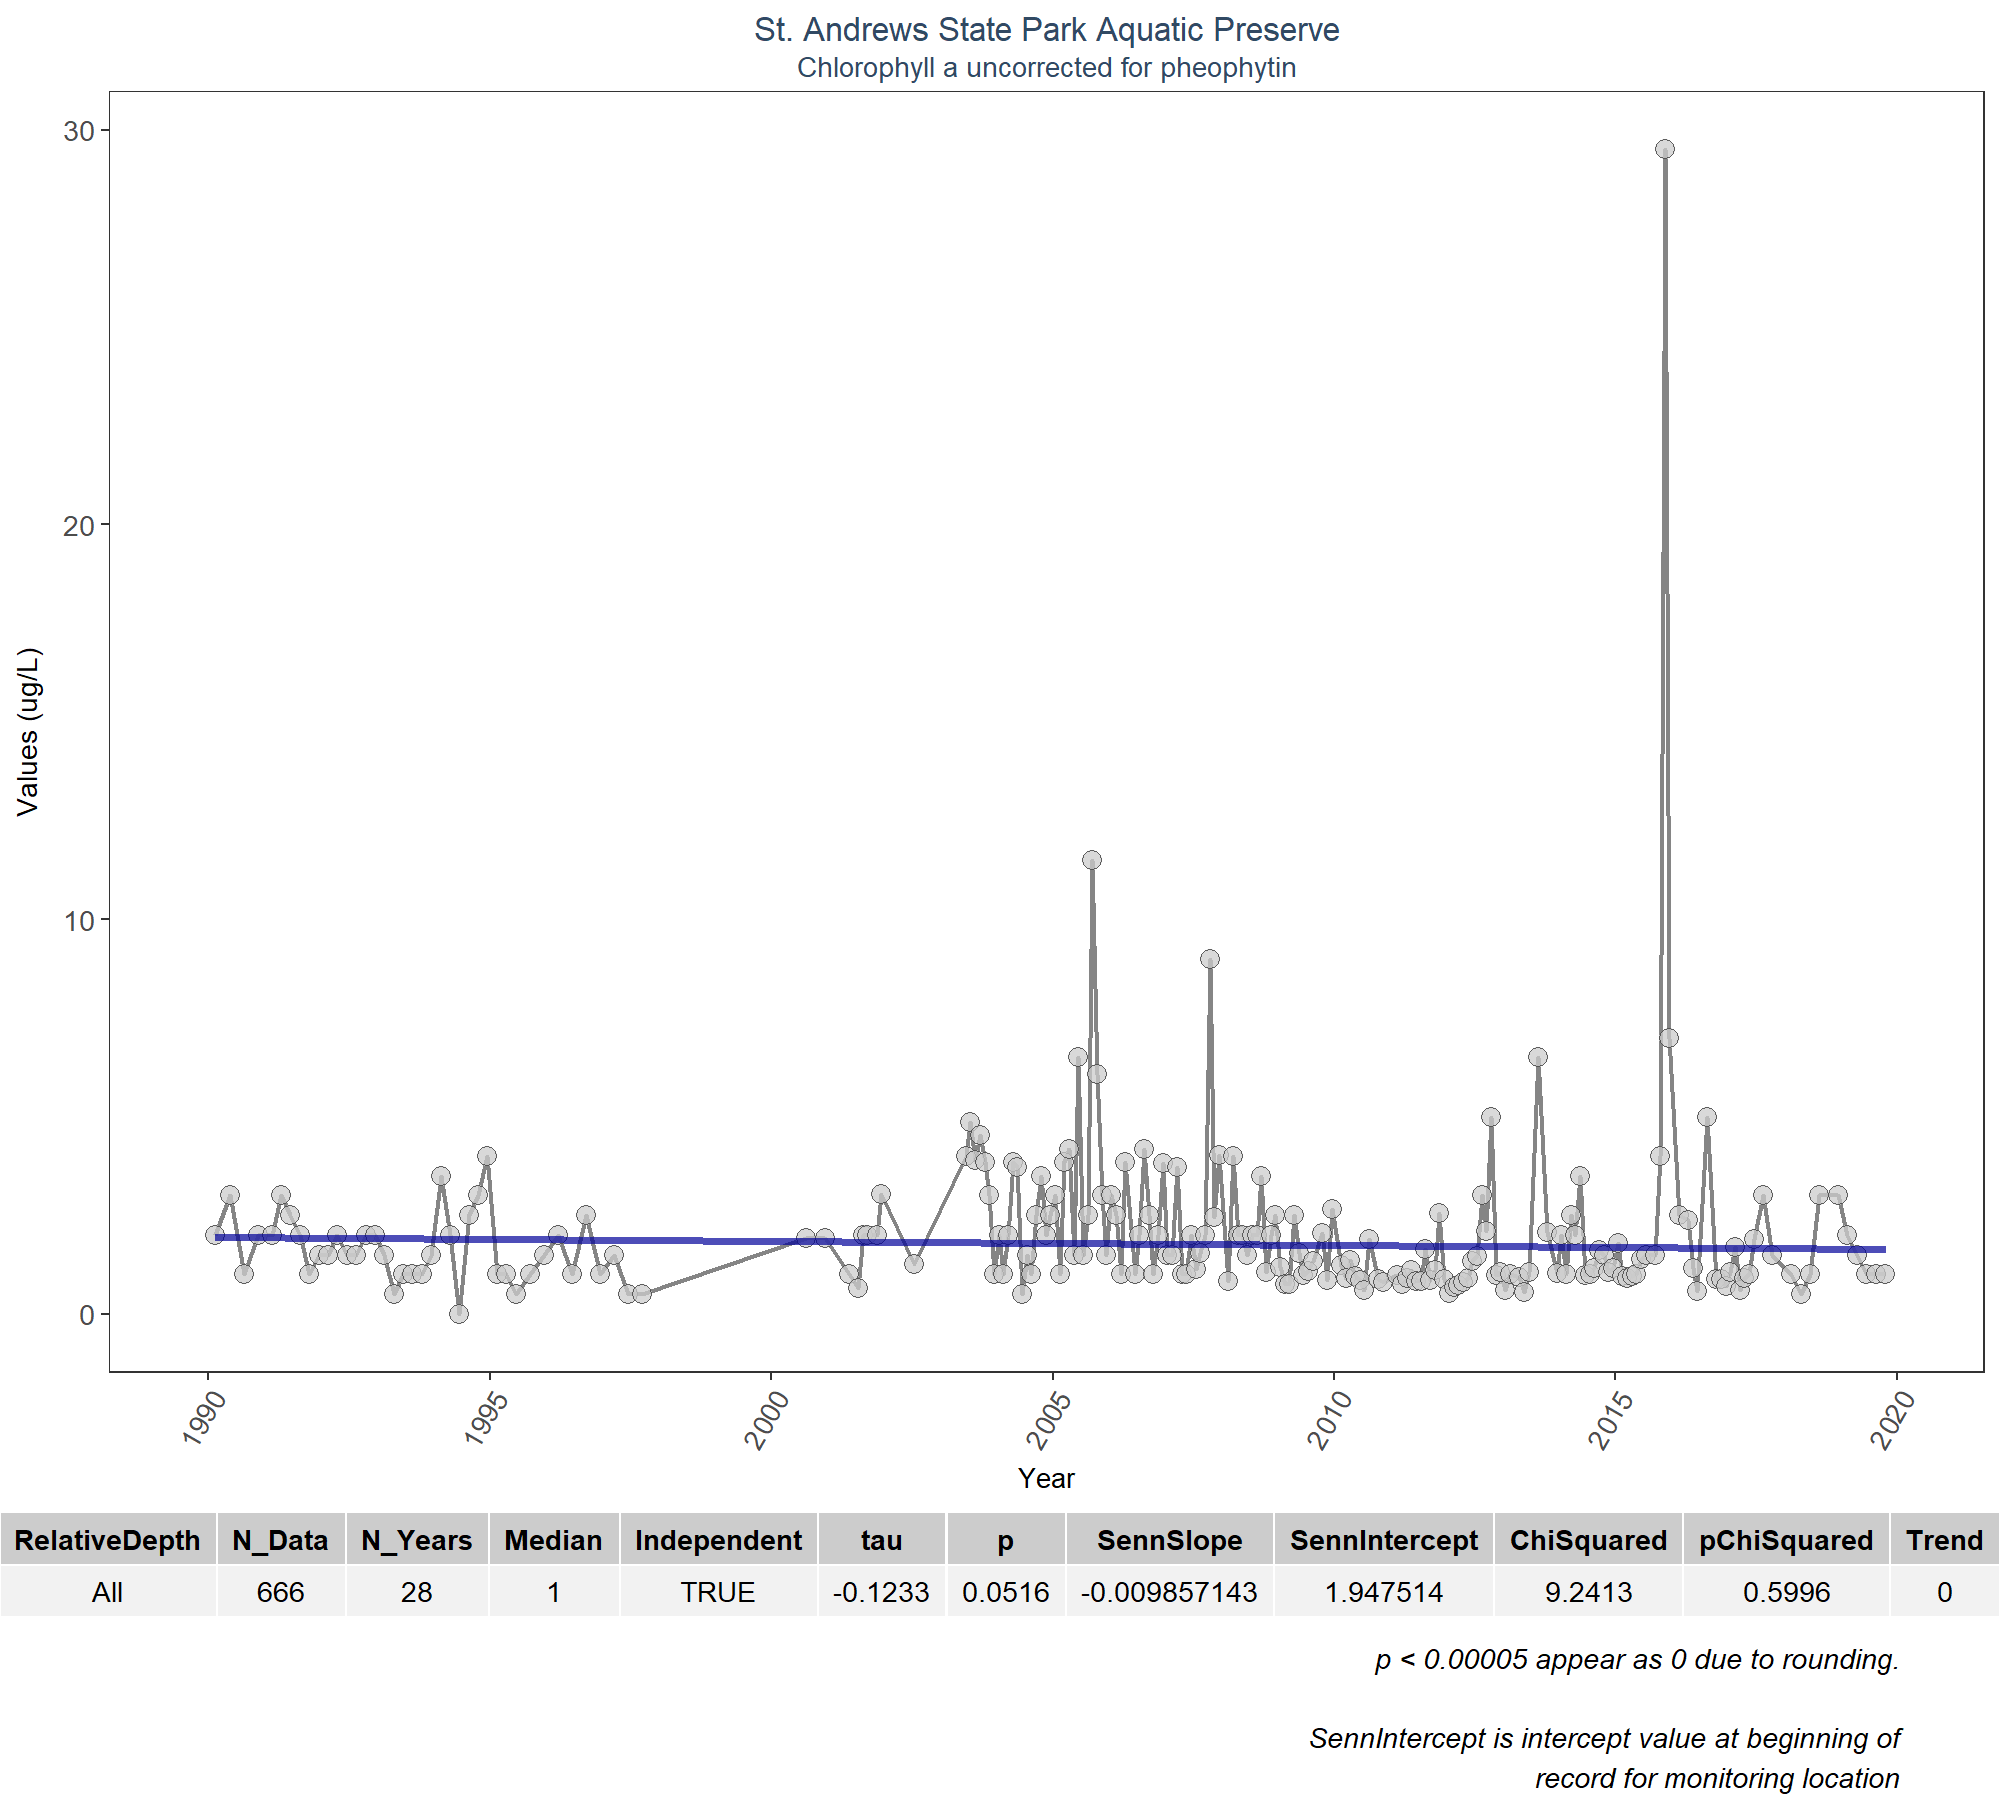 St. Andrews State Park Aquatic Preserve
Chlorophyll a uncorrected for pheophytin
30
20
10
0
Values (ug/L)
1990 1995 2000 2005 2010 2015 2020
Year
RelativeDepth N_Data N_Years Median Independent tau p SennSlope SennIntercept ChiSquared pChiSquared Trend
All 666 28 1 TRUE -0.1233 0.0516 -0.009857143 1.947514 9.2413 0.5996 0
p < 0.00005 appear as 0 due to rounding.
SennIntercept is intercept value at beginning of
record for monitoring location